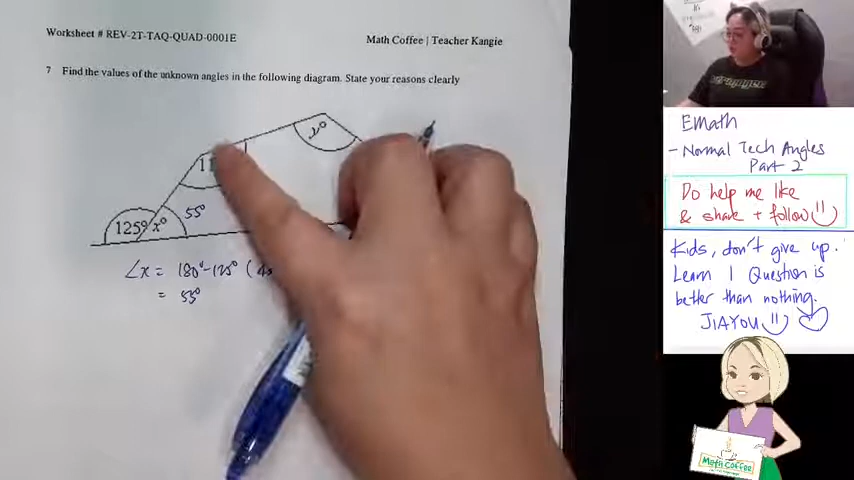 Worksheet # REV-2T-TAQ-QUAD-0001E
Math Coffee | Teacher Kangie
7 Find the values of the unknown angles in the following diagram. State your reasons clearly
y°
11
55°
125° x°
∠x = 180° - 125° (
= 55°
EMath
- Normal Tech Angles
Part 2
Do help me like
& share + follow
Kids, don't give up.
Learn 1 Question is
better than nothing.
JIAYOU
Math Coffee